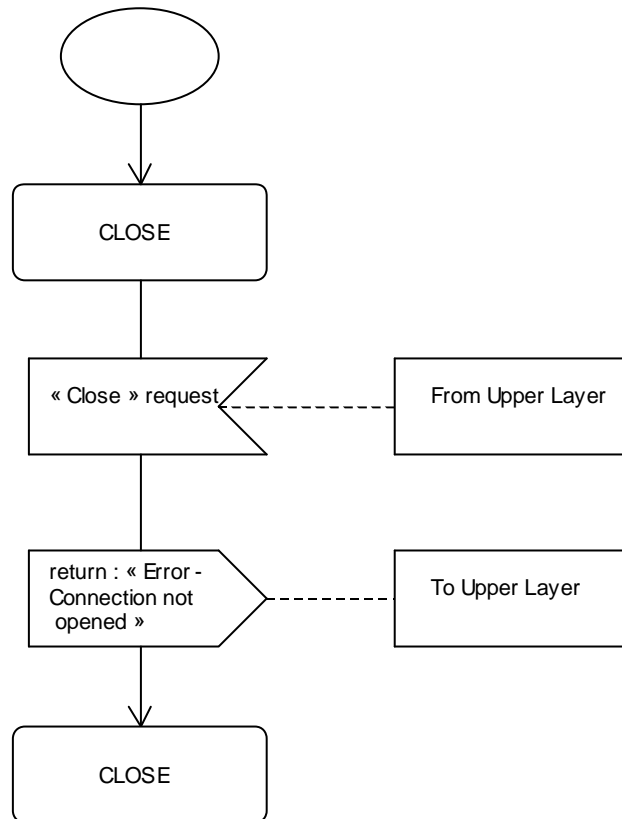 CLOSE
« Close » request
From Upper Layer
return : « Error -
Connection not
opened »
To Upper Layer
CLOSE